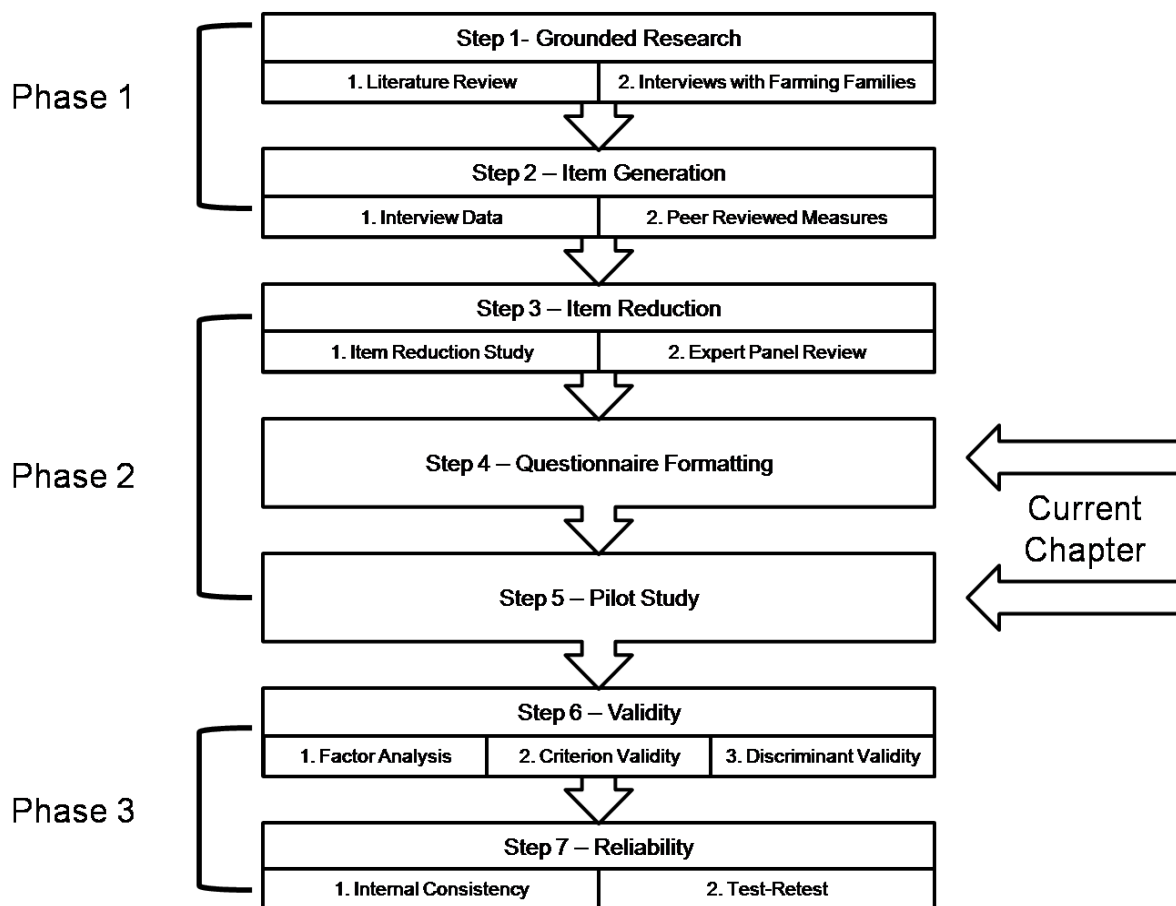 Phase 1
Step 1- Grounded Research
1. Literature Review
2. Interviews with Farming Families
Step 2 – Item Generation
1. Interview Data
2. Peer Reviewed Measures
Phase 2
Step 3 – Item Reduction
1. Item Reduction Study
2. Expert Panel Review
Step 4 – Questionnaire Formatting
Step 5 – Pilot Study
Current
Chapter
Phase 3
Step 6 – Validity
1. Factor Analysis
2. Criterion Validity
3. Discriminant Validity
Step 7 – Reliability
1. Internal Consistency
2. Test-Retest